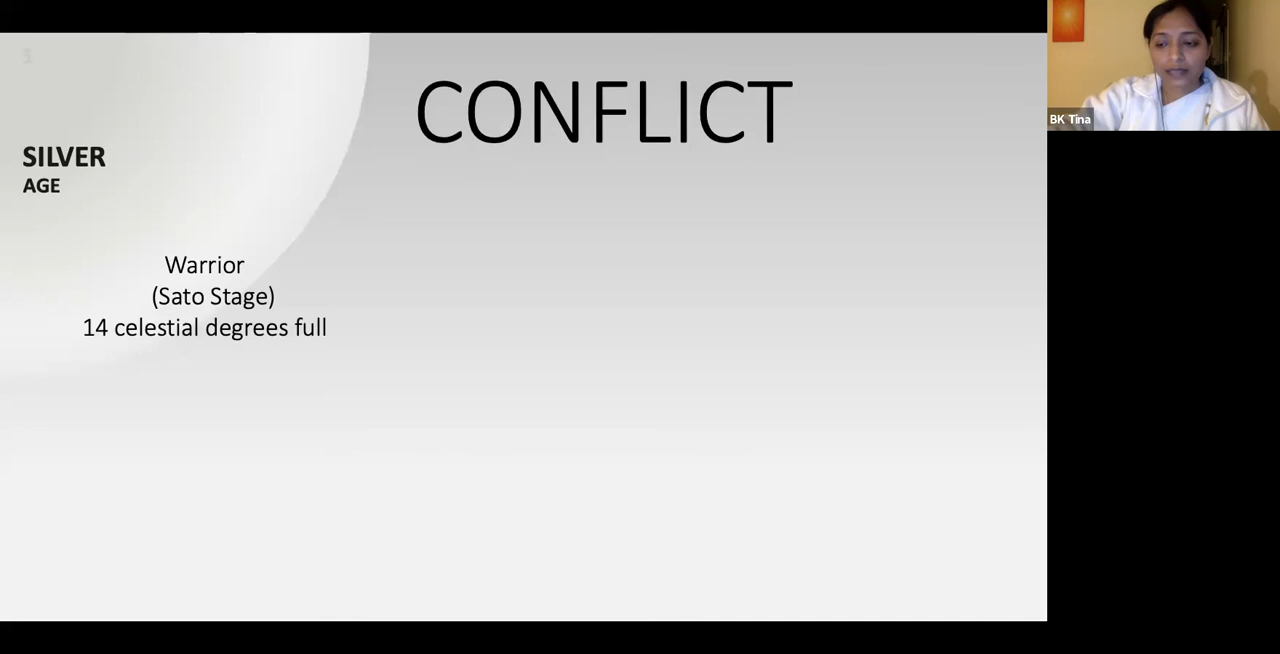 CONFLICT
SILVER
AGE
Warrior
(Sato Stage)
14 celestial degrees full
BK Tina